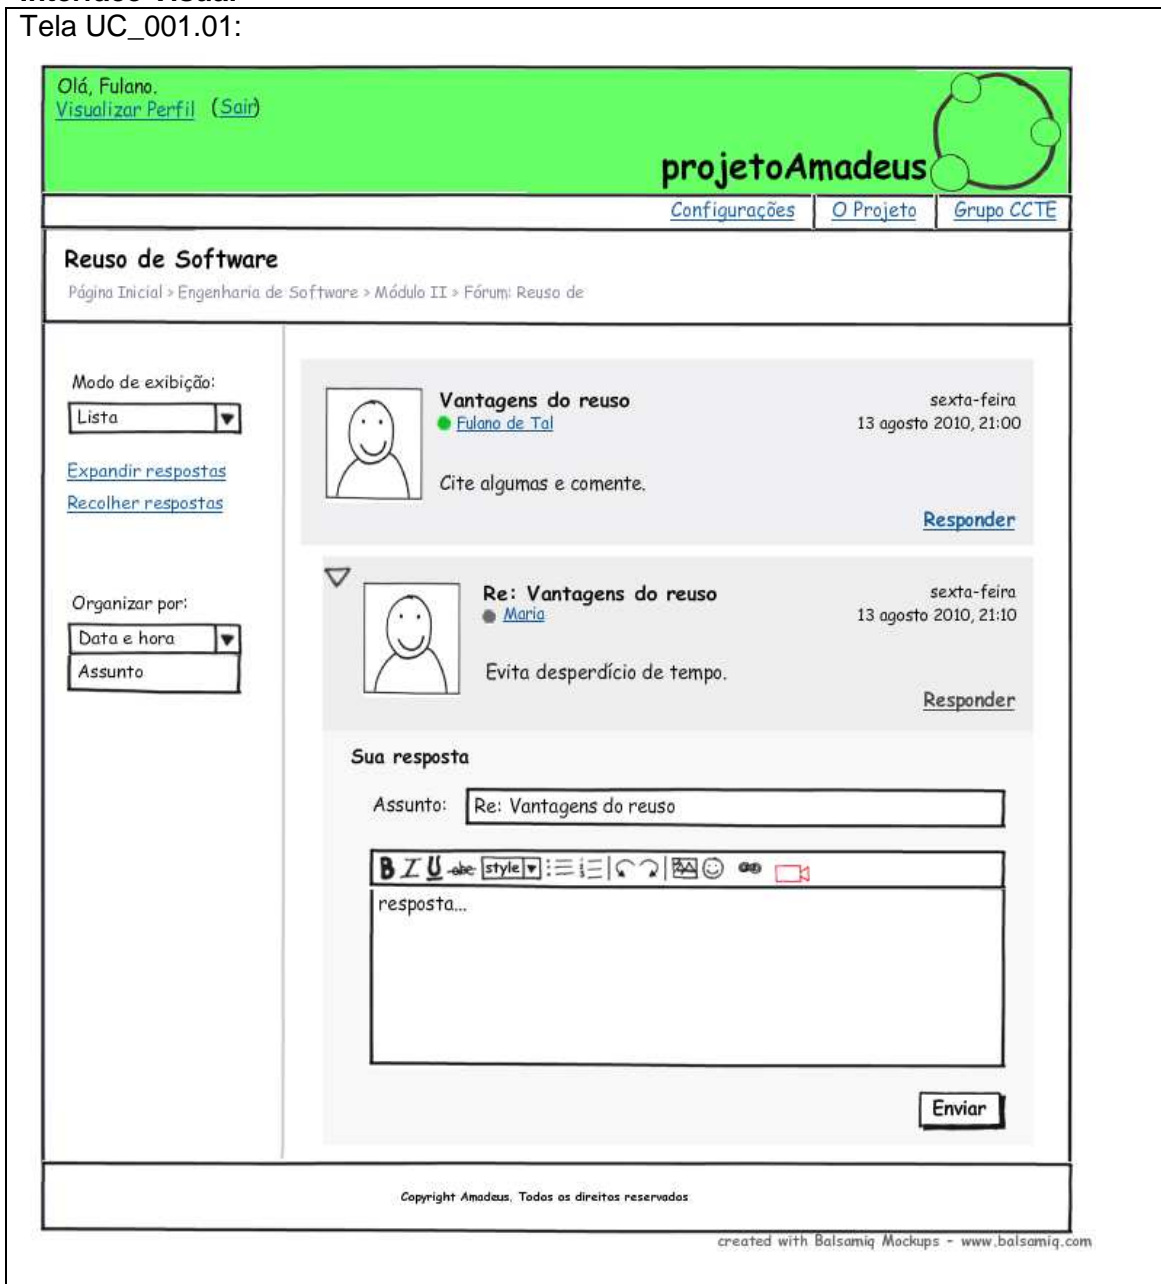 Interface Visual
Tela UC_001.01:
Olá, Fulano.
Visualizar Perfil (Sair)
projetoAmadeus
Configurações O Projeto Grupo CCTE
Reuso de Software
Página Inicial > Engenharia de Software > Módulo II > Fórum: Reuso de
Modo de exibição:
Lista
Expandir respostas
Recolher respostas
Organizar por:
Data e hora
Assunto
Vantagens do reuso
Fulano de Tal
sexta-feira
13 agosto 2010, 21:00
Cite algumas e comente.
Responder
Re: Vantagens do reuso
Maria
sexta-feira
13 agosto 2010, 21:10
Evita desperdício de tempo.
Responder
Sua resposta
Assunto: Re: Vantagens do reuso
B I U abc style
resposta...
Enviar
Copyright Amadeus. Todos os direitos reservados
created with Balsamiq Mockups - www.balsamiq.com